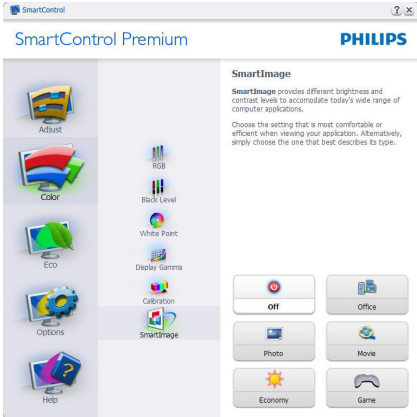 SmartControl
SmartControl Premium
PHILIPS
Adjust
Color
Eco
Options
Help
RGB
Black Level
White Point
Display Gamma
Calibration
SmartImage
SmartImage
SmartImage provides different brightness and
contrast levels to accomodate today's wide range of
computer applications.
Choose the setting that is most comfortable or
efficient when viewing your application. Alternatively,
simply choose the one that best describes its type.
Off
Office
Photo
Movie
Economy
Game